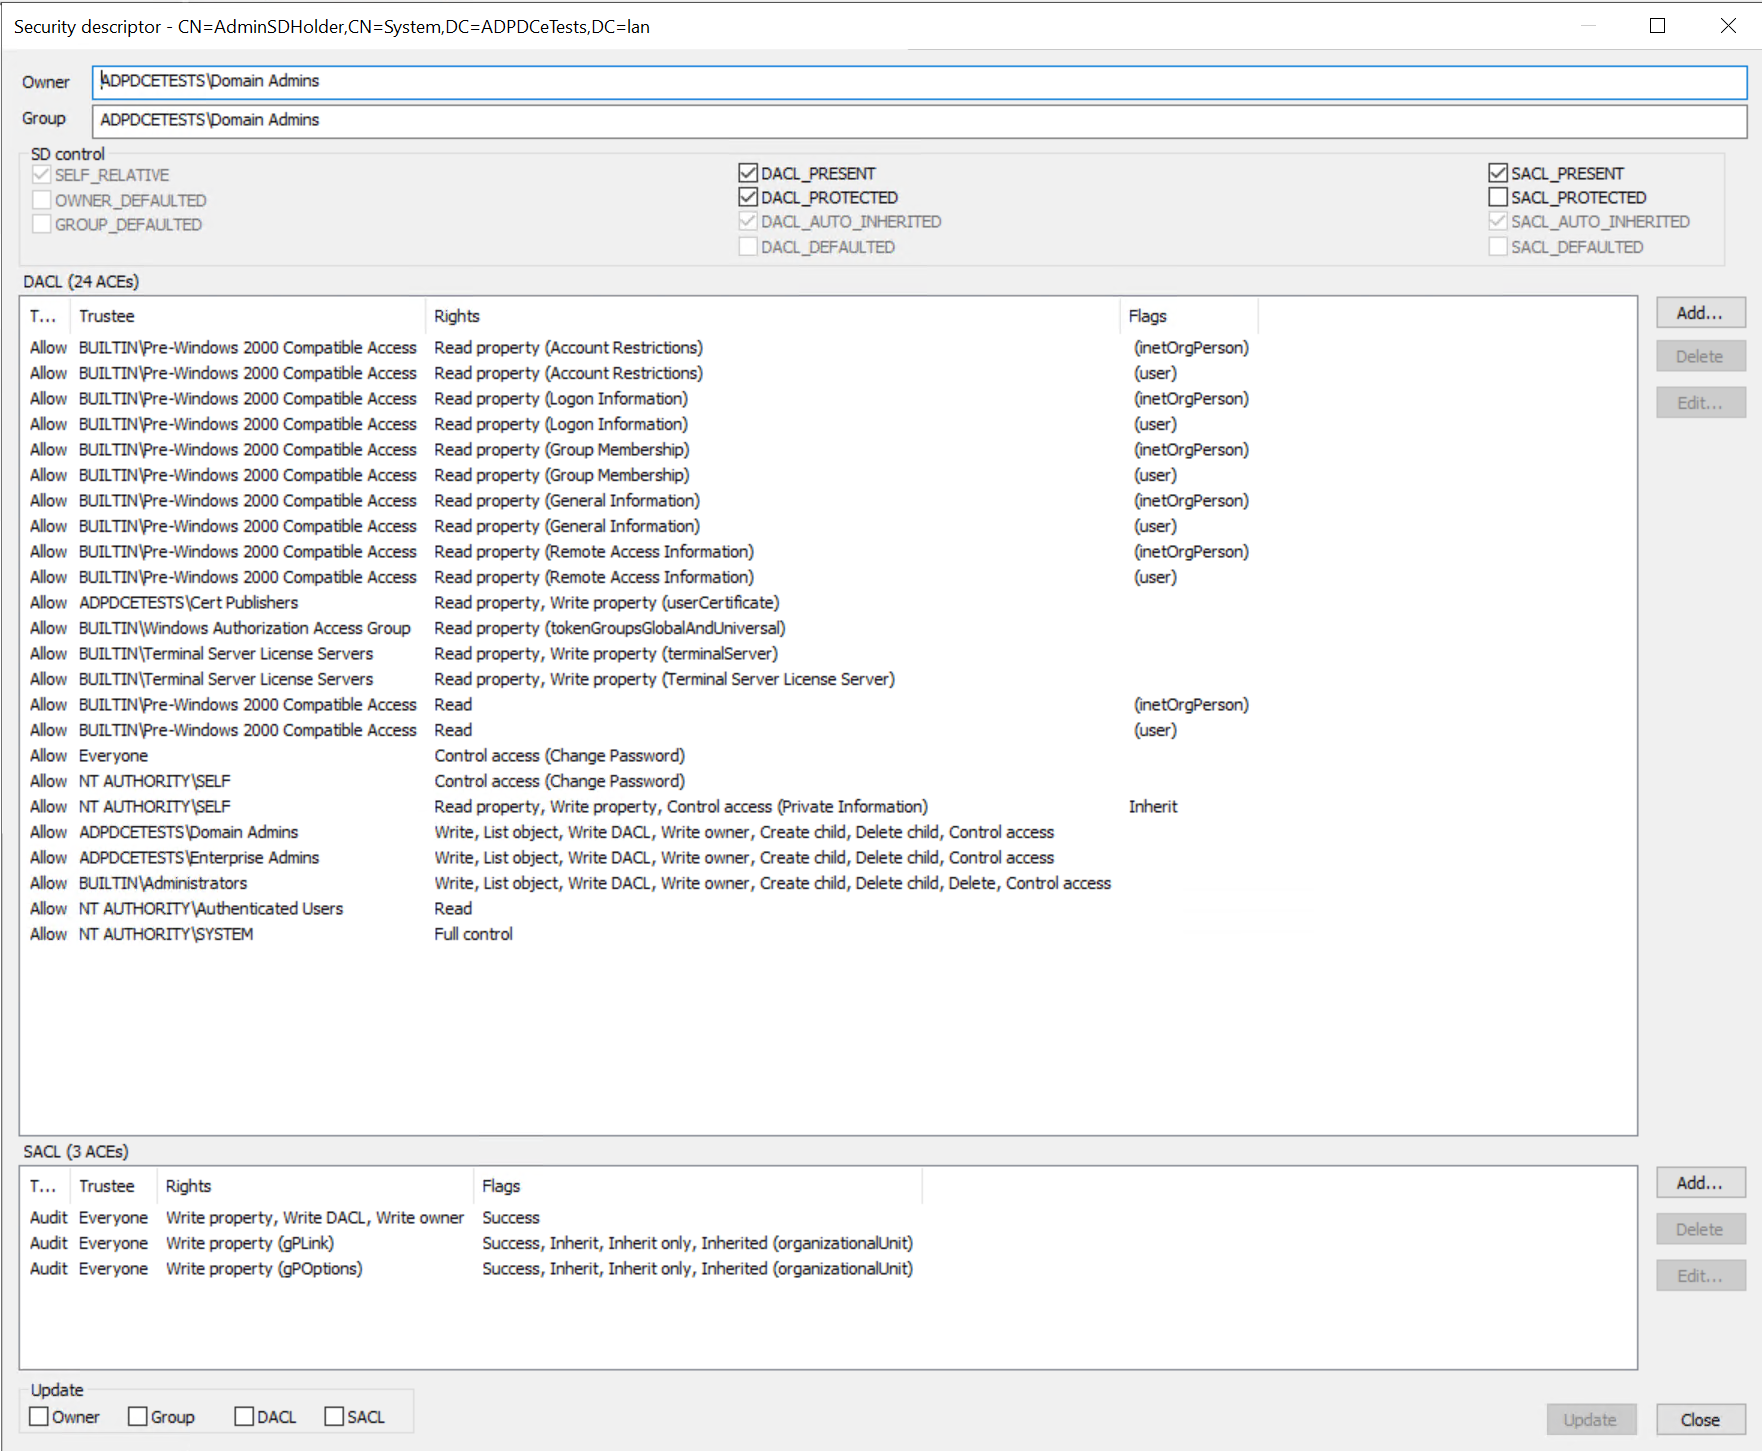 Security descriptor - CN=AdminSDHolder,CN=System,DC=ADPDCeTests,DC=lan
Owner ADPDCETESTS\Domain Admins
Group ADPDCETESTS\Domain Admins
SD control
SELF_RELATIVE DACL_PRESENT SACL_PRESENT
OWNER_DEFAULTED DACL_PROTECTED SACL_PROTECTED
GROUP_DEFAULTED DACL_AUTO_INHERITED SACL_AUTO_INHERITED
DACL_DEFAULTED SACL_DEFAULTED
DACL (24 ACEs)
T... Trustee Rights Flags Add...
Allow BUILTIN\Pre-Windows 2000 Compatible Access Read property (Account Restrictions) (inetOrgPerson) Delete
Allow BUILTIN\Pre-Windows 2000 Compatible Access Read property (Account Restrictions) (user)
Allow BUILTIN\Pre-Windows 2000 Compatible Access Read property (Logon Information) (inetOrgPerson) Edit...
Allow BUILTIN\Pre-Windows 2000 Compatible Access Read property (Logon Information) (user)
Allow BUILTIN\Pre-Windows 2000 Compatible Access Read property (Group Membership) (inetOrgPerson)
Allow BUILTIN\Pre-Windows 2000 Compatible Access Read property (Group Membership) (user)
Allow BUILTIN\Pre-Windows 2000 Compatible Access Read property (General Information) (inetOrgPerson)
Allow BUILTIN\Pre-Windows 2000 Compatible Access Read property (General Information) (user)
Allow BUILTIN\Pre-Windows 2000 Compatible Access Read property (Remote Access Information) (inetOrgPerson)
Allow BUILTIN\Pre-Windows 2000 Compatible Access Read property (Remote Access Information) (user)
Allow ADPDCETESTS\Cert Publishers Read property, Write property (userCertificate)
Allow BUILTIN\Windows Authorization Access Group Read property (tokenGroupsGlobalAndUniversal)
Allow BUILTIN\Terminal Server License Servers Read property, Write property (terminalServer)
Allow BUILTIN\Terminal Server License Servers Read property, Write property (Terminal Server License Server)
Allow BUILTIN\Pre-Windows 2000 Compatible Access Read (inetOrgPerson)
Allow BUILTIN\Pre-Windows 2000 Compatible Access Read (user)
Allow Everyone Control access (Change Password)
Allow NT AUTHORITY\SELF Control access (Change Password)
Allow NT AUTHORITY\SELF Read property, Write property, Control access (Private Information) Inherit
Allow ADPDCETESTS\Domain Admins Write, List object, Write DACL, Write owner, Create child, Delete child, Control access
Allow ADPDCETESTS\Enterprise Admins Write, List object, Write DACL, Write owner, Create child, Delete child, Control access
Allow BUILTIN\Administrators Write, List object, Write DACL, Write owner, Create child, Delete child, Delete, Control access
Allow NT AUTHORITY\Authenticated Users Read
Allow NT AUTHORITY\SYSTEM Full control
SACL (3 ACEs)
T... Trustee Rights Flags Add...
Audit Everyone Write property, Write DACL, Write owner Success Delete
Audit Everyone Write property (gPLink) Success, Inherit, Inherit only, Inherited (organizationalUnit)
Audit Everyone Write property (gPOptions) Success, Inherit, Inherit only, Inherited (organizationalUnit) Edit...
Update
Owner Group DACL SACL Update Close